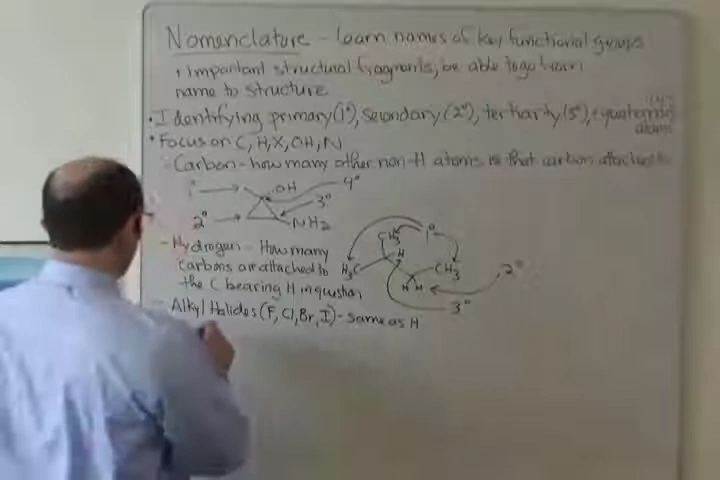 Nomenclature - learn names of key functional groups
+ important structural fragments, be able to go from
name to structure
• Identifying primary (1°), secondary (2°), tertiarity (3°), + quaternary (4°)
atoms
• Focus on C, H, X, OH, N
- Carbon - how many other non-H atoms is that carbon attached to
1° OH 4°
3°
2° NH2
- Hydrogen - How many
carbons are attached to
the C bearing H in question
CH3 1°
H
H3C CH3 2°
H H
3°
- Alkyl Halides (F, Cl, Br, I) - same as H